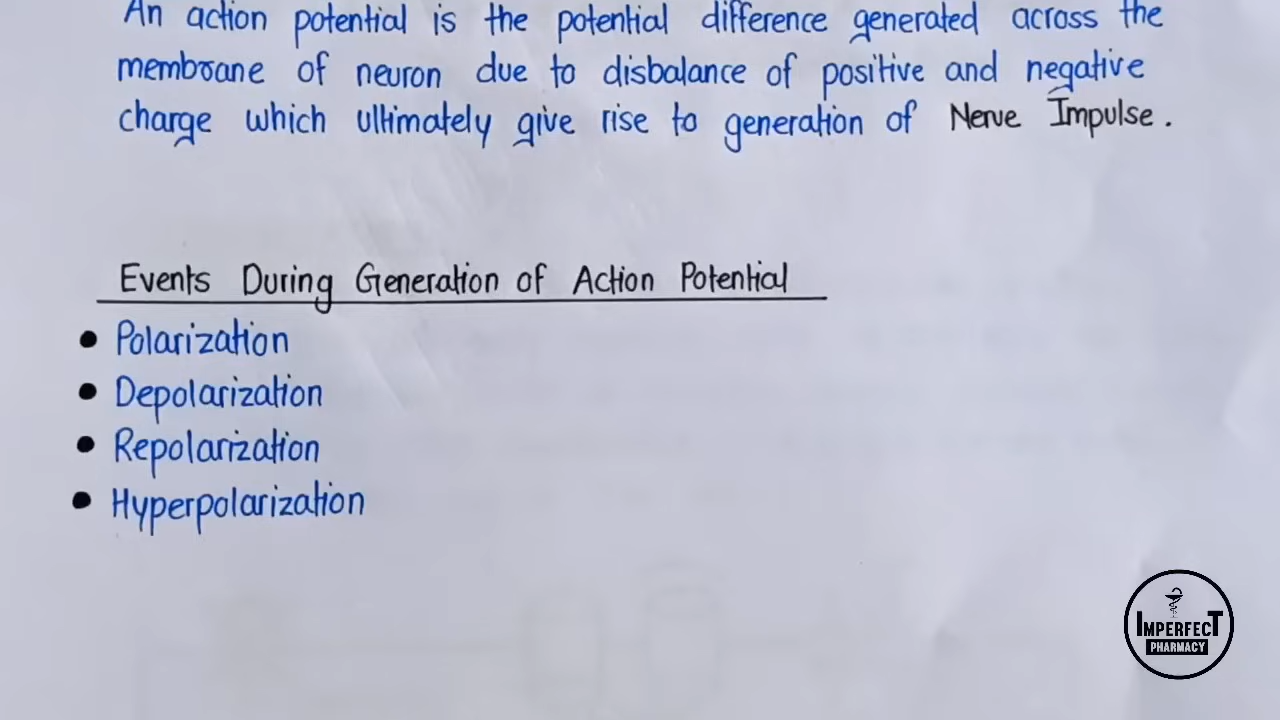 An action potential is the potential difference generated across the
membrane of neuron due to disbalance of positive and negative
charge which ultimately give rise to generation of Nerve Impulse.
Events During Generation of Action Potential
• Polarization
• Depolarization
• Repolarization
• Hyperpolarization
IMPERFECT
PHARMACY